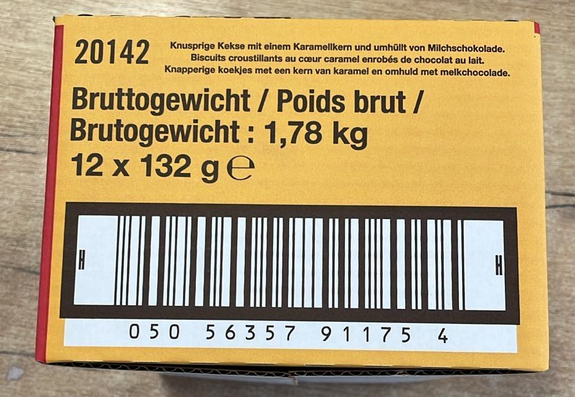 20142
Knusprige Kekse mit einem Karamellkern und umhüllt von Milchschokolade.
Biscuits croustillants au cœur caramel enrobés de chocolat au lait.
Knapperige koekjes met een kern van karamel en omhuld met melkchocolade.
Bruttogewicht / Poids brut /
Brutogewicht : 1,78 kg
12 x 132 g ℮
H H
050 56357 91175 4